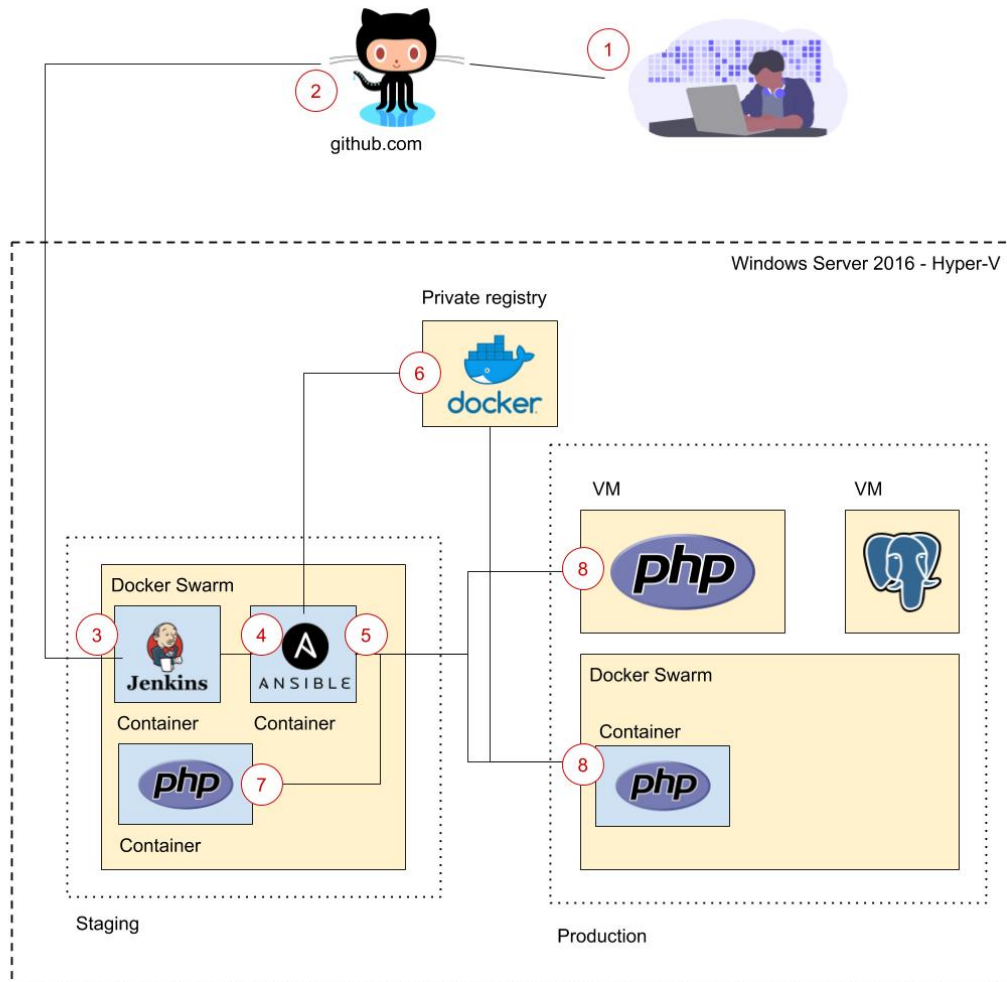 1
2
github.com
Windows Server 2016 - Hyper-V
Private registry
6
docker
VM
VM
8
php
Docker Swarm
3
4
5
Jenkins
ANSIBLE
Container
Container
php
7
Container
Docker Swarm
Container
8
php
Staging
Production